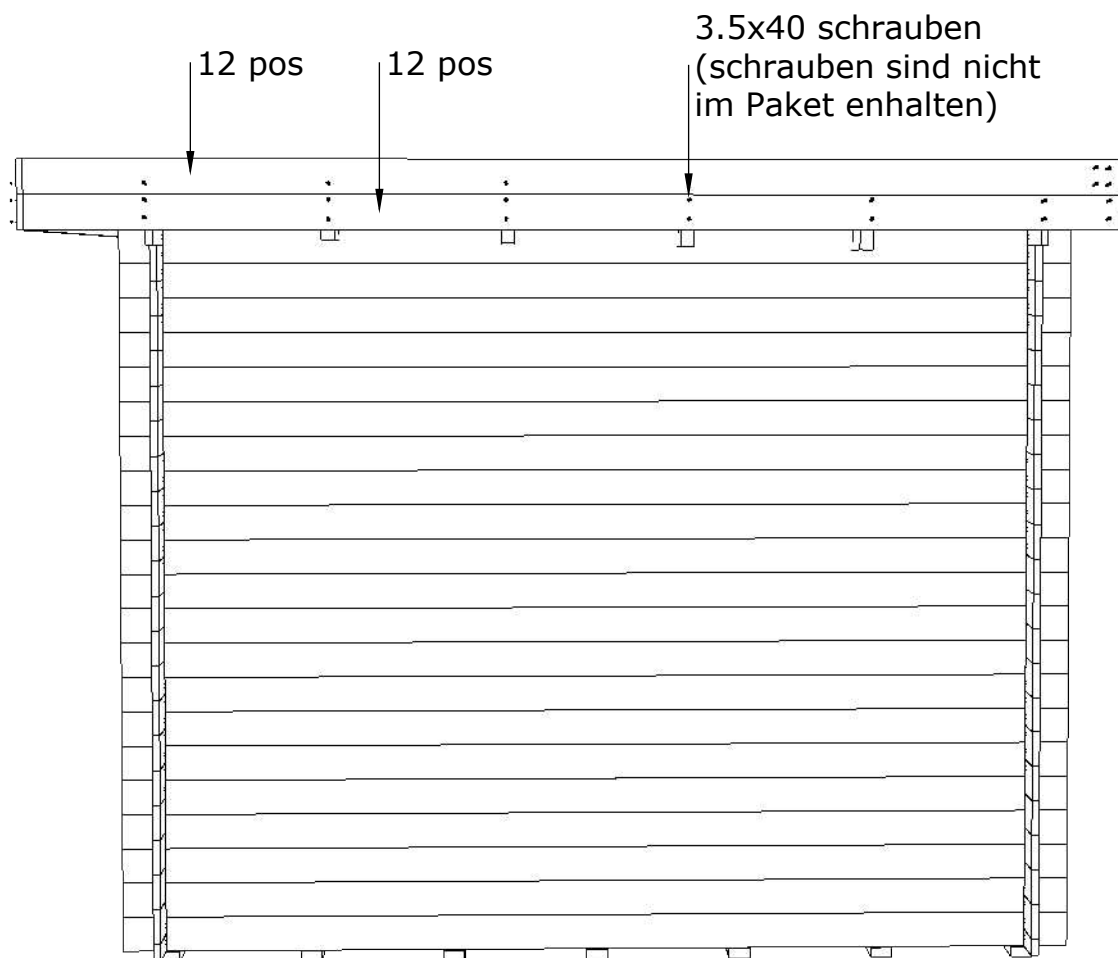 12 pos
12 pos
3.5x40 schrauben
(schrauben sind nicht
im Paket enhalten)